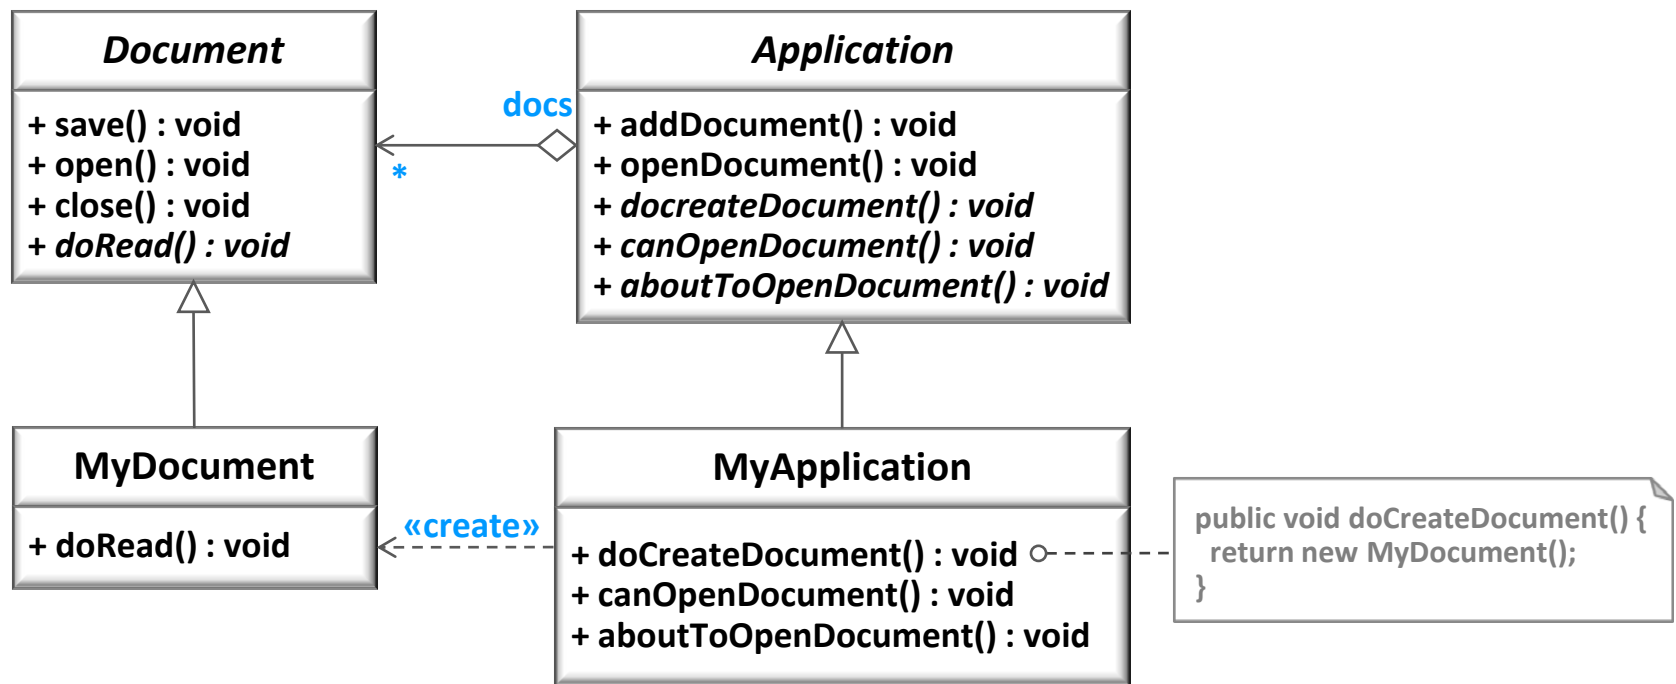 Document
+ save() : void
+ open() : void
+ close() : void
+ doRead() : void
docs
*
Application
+ addDocument() : void
+ openDocument() : void
+ docreateDocument() : void
+ canOpenDocument() : void
+ aboutToOpenDocument() : void
MyDocument
+ doRead() : void
«create»
MyApplication
+ doCreateDocument() : void
+ canOpenDocument() : void
+ aboutToOpenDocument() : void
public void doCreateDocument() {
return new MyDocument();
}